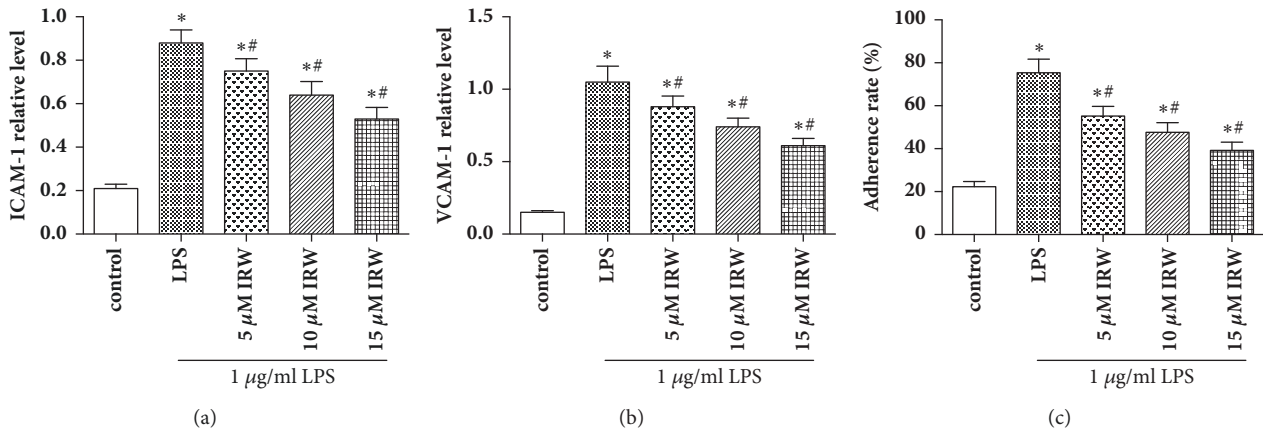 ICAM-1 relative level
1.0
0.8
0.6
0.4
0.2
0.0
*
*#
*#
*#
control
LPS
5 μM IRW
10 μM IRW
15 μM IRW
1 μg/ml LPS
(a)
VCAM-1 relative level
1.5
1.0
0.5
0.0
*
*#
*#
*#
control
LPS
5 μM IRW
10 μM IRW
15 μM IRW
1 μg/ml LPS
(b)
Adherence rate (%)
100
80
60
40
20
0
*
*#
*#
*#
control
LPS
5 μM IRW
10 μM IRW
15 μM IRW
1 μg/ml LPS
(c)